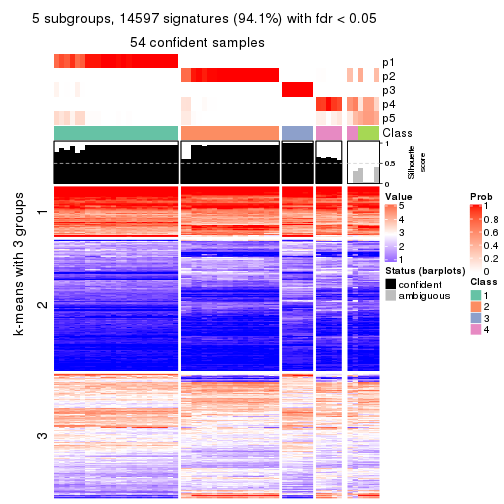 5 subgroups, 14597 signatures (94.1%) with fdr < 0.05
54 confident samples
p1
p2
p3
p4
p5
Class
1
0.5
0
Silhouette
score
k-means with 3 groups
1
2
3
Value
5
4
3
2
1
Status (barplots)
confident
ambiguous
Prob
1
0.8
0.6
0.4
0.2
0
Class
1
2
3
4